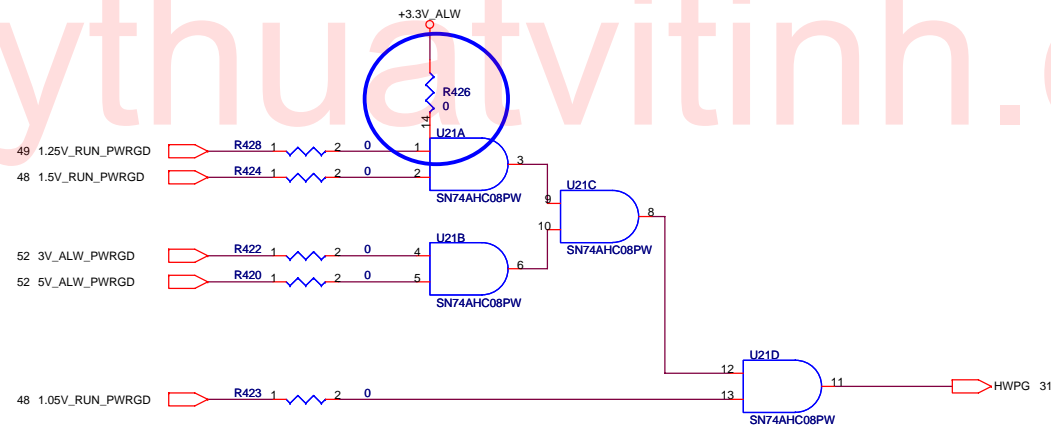 ythuatvitinh.
+3.3V_ALW
R426
0
14
U21A
49 1.25V_RUN_PWRGD R428 1 2 0 1
3
48 1.5V_RUN_PWRGD R424 1 2 0 2
SN74AHC08PW
U21C
9
8
10
SN74AHC08PW
U21B
52 3V_ALW_PWRGD R422 1 2 0 4
6
52 5V_ALW_PWRGD R420 1 2 0 5
SN74AHC08PW
U21D
12
11 HWPG 31
48 1.05V_RUN_PWRGD R423 1 2 0 13
SN74AHC08PW